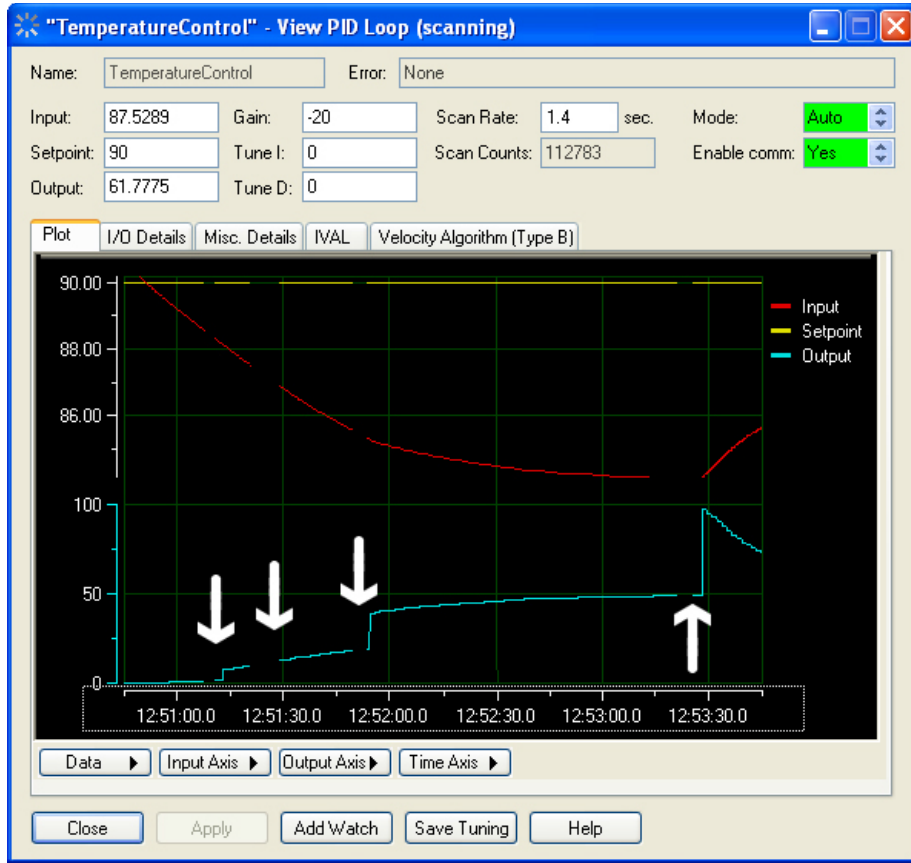 "TemperatureControl" - View PID Loop (scanning)
Name: TemperatureControl Error: None
Input: 87.5289 Gain: -20 Scan Rate: 1.4 sec. Mode: Auto
Setpoint: 90 Tune I: 0 Scan Counts: 112783 Enable comm: Yes
Output: 61.7775 Tune D: 0
Plot I/O Details Misc. Details IVAL Velocity Algorithm (Type B)
90.00
Input
Setpoint
88.00
Output
86.00
100
50
0
12:51:00.0 12:51:30.0 12:52:00.0 12:52:30.0 12:53:00.0 12:53:30.0
Data Input Axis Output Axis Time Axis
Close Apply Add Watch Save Tuning Help